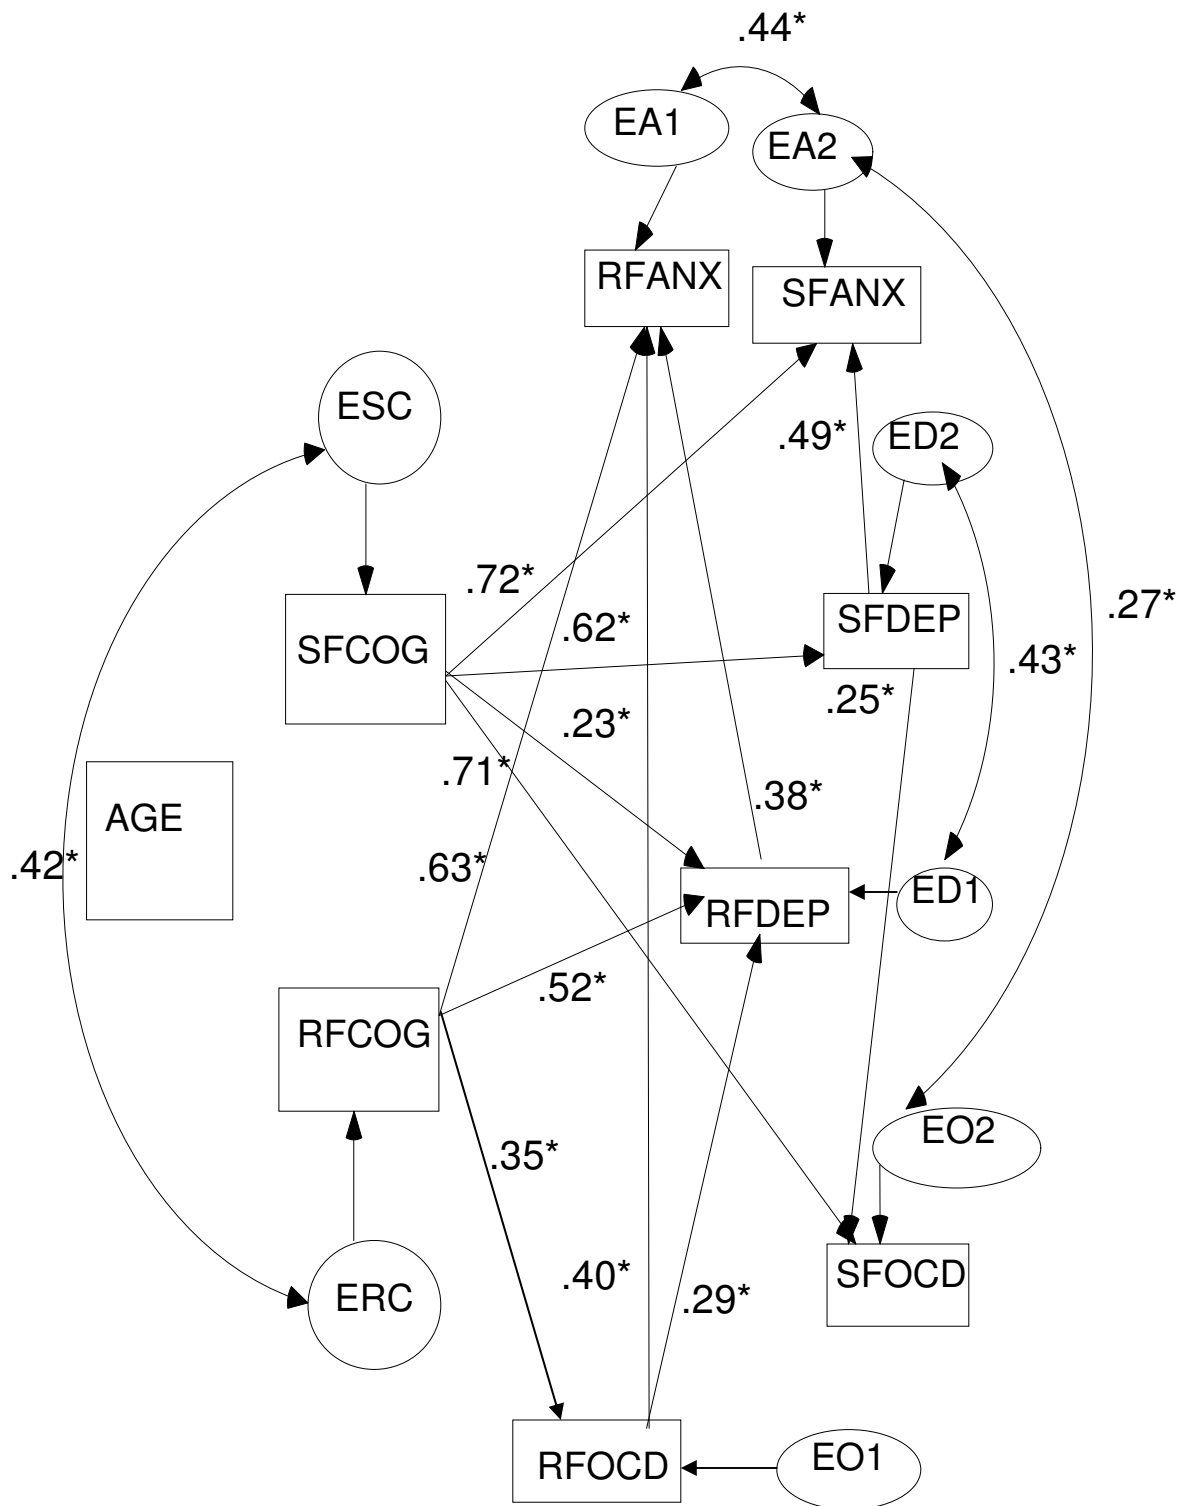 .44*
EA1
EA2
RFANX
SFANX
ESC
.49*
ED2
.72*
.27*
.62*
SFDEP
SFCOG
.43*
.25*
.23*
.71*
.38*
AGE
.42*
.63*
ED1
RFDEP
.52*
RFCOG
EO2
.35*
.40*
SFOCD
ERC
.29*
RFOCD
EO1